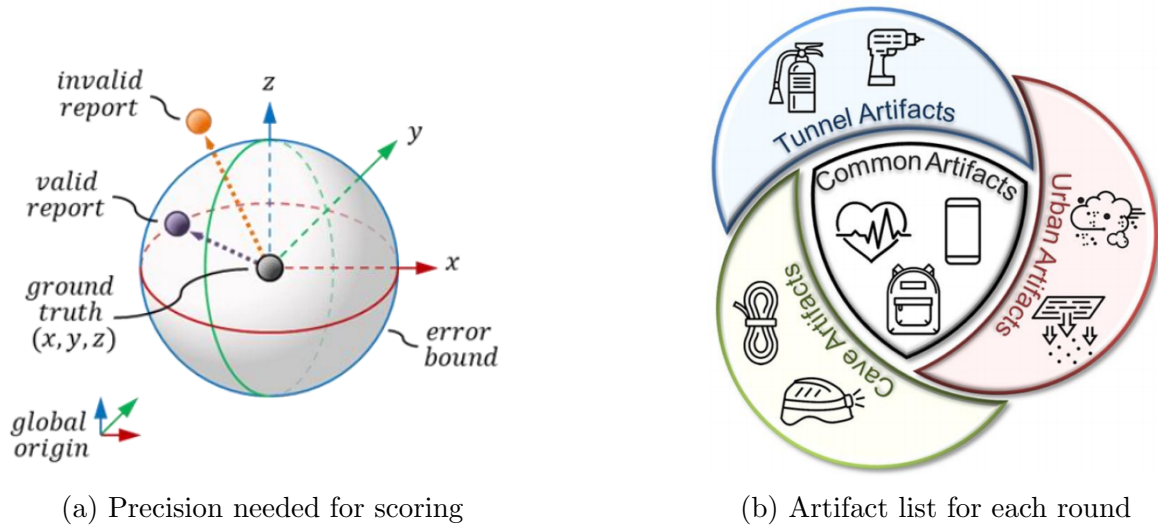 invalid
report
z
y
valid
report
x
ground
truth
(x, y, z)
error
bound
global
origin
Tunnel Artifacts
Common Artifacts
Urban Artifacts
Cave Artifacts
(a) Precision needed for scoring
(b) Artifact list for each round